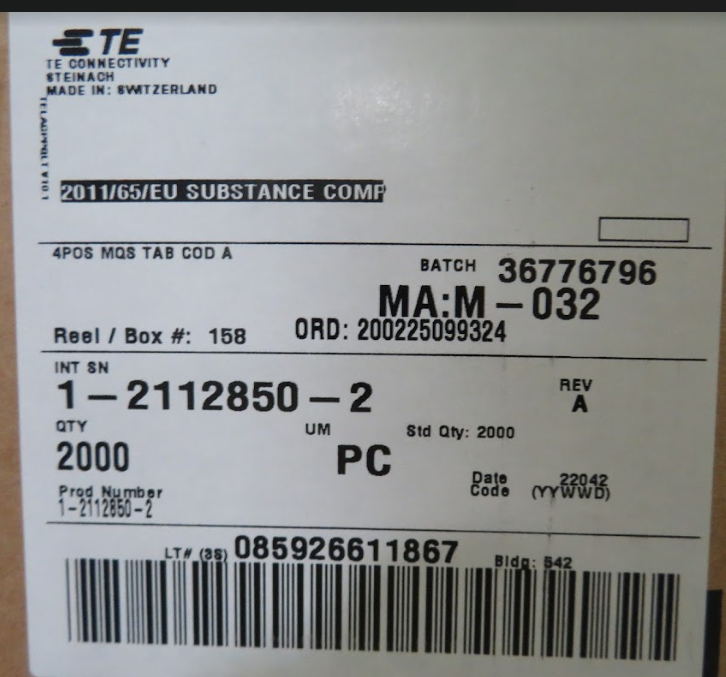 TE
TE CONNECTIVITY
STEINACH
MADE IN: SWITZERLAND
2011/65/EU SUBSTANCE COMP
4POS MQS TAB COD A
BATCH 36776796
MA:M-032
Reel / Box #: 158 ORD: 200225099324
INT SN
1-2112850-2
REV
A
QTY UM Std Qty: 2000
2000 PC
Date Code 22042 (YYWWD)
Prod Number
1-2112850-2
LT# (3S) 085926611867 Bldg: 542